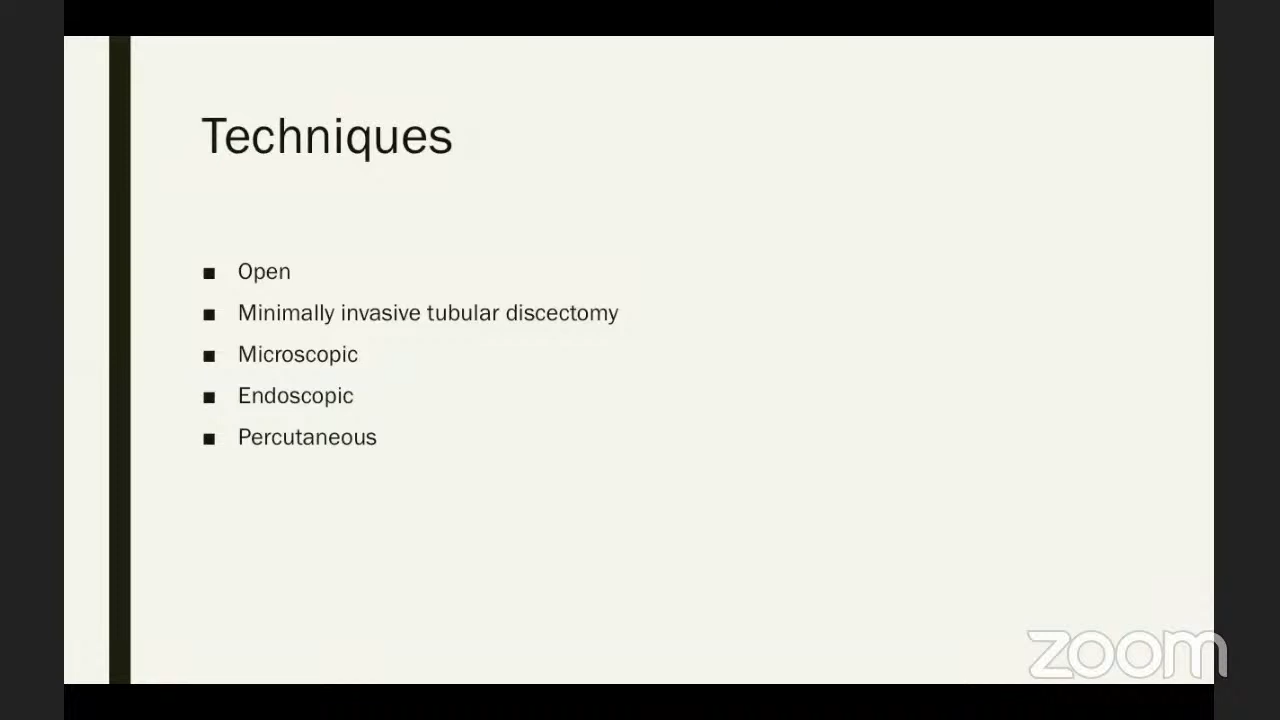 Techniques
■ Open
■ Minimally invasive tubular discectomy
■ Microscopic
■ Endoscopic
■ Percutaneous
zoom